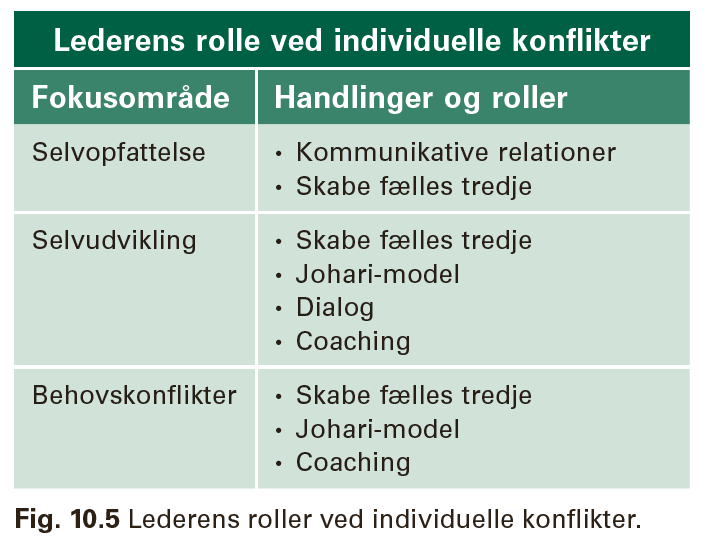 Lederens rolle ved individuelle konflikter
Fokusområde
Handlinger og roller
Selvopfattelse
• Kommunikative relationer
• Skabe fælles tredje
Selvudvikling
• Skabe fælles tredje
• Johari-model
• Dialog
• Coaching
Behovskonflikter
• Skabe fælles tredje
• Johari-model
• Coaching
Fig. 10.5 Lederens roller ved individuelle konflikter.